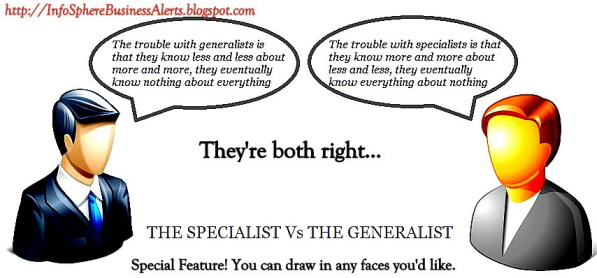 http://InfoSphereBusinessAlerts.blogspot.com
The trouble with generalists is
that they know less and less about
more and more, they eventually
know nothing about everything
The trouble with specialists is that
they know more and more about
less and less, they eventually
know everything about nothing
They're both right...
THE SPECIALIST Vs THE GENERALIST
Special Feature! You can draw in any faces you'd like.